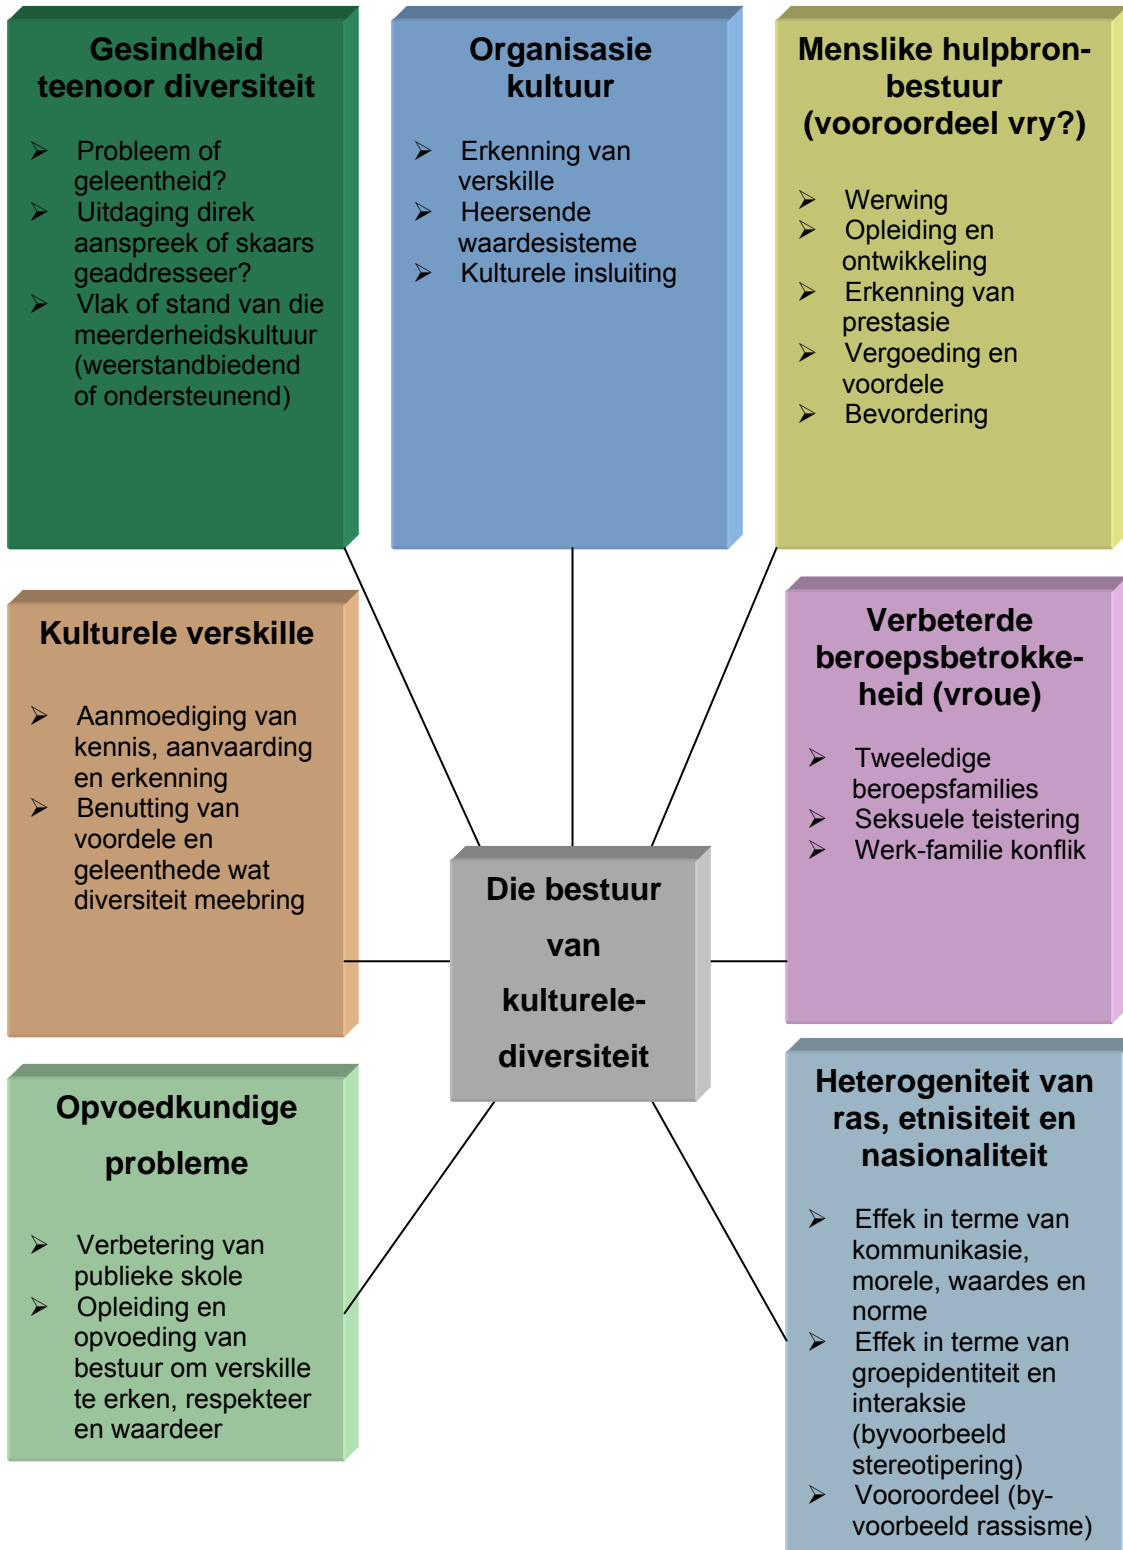 Gesindheid
teenoor diversiteit
➢ Probleem of
geleentheid?
➢ Uitdaging direk
aanspreek of skaars
geaddresseer?
➢ Vlak of stand van die
meerderheidskultuur
(weerstandbiedend
of ondersteunend)
Organisasie
kultuur
➢ Erkenning van
verskille
➢ Heersende
waardesisteme
➢ Kulturele insluiting
Menslike hulpbron-
bestuur
(vooroordeel vry?)
➢ Werwing
➢ Opleiding en
ontwikkeling
➢ Erkenning van
prestasie
➢ Vergoeding en
voordele
➢ Bevordering
Kulturele verskille
➢ Aanmoediging van
kennis, aanvaarding
en erkenning
➢ Benutting van
voordele en
geleenthede wat
diversiteit meebring
Die bestuur
van
kulturele-
diversiteit
Verbeterde
beroepsbetrokke-
heid (vroue)
➢ Tweeledige
beroepsfamilies
➢ Seksuele teistering
➢ Werk-familie konflik
Opvoedkundige
probleme
➢ Verbetering van
publieke skole
➢ Opleiding en
opvoeding van
bestuur om verskille
te erken, respekteer
en waardeer
Heterogeniteit van
ras, etnisiteit en
nasionaliteit
➢ Effek in terme van
kommunikasie,
morele, waardes en
norme
➢ Effek in terme van
groepidentiteit en
interaksie
(byvoorbeeld
stereotipering)
➢ Vooroordeel (by-
voorbeeld rassisme)